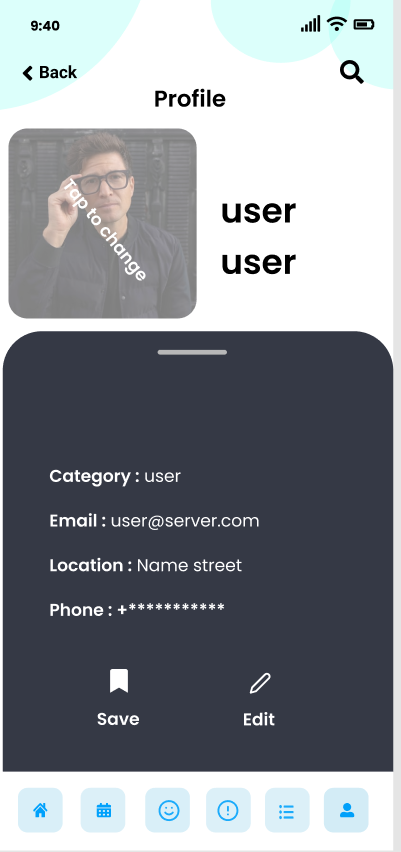 9:40
Back
Profile
Tap to change
user
user
Category : user
Email : user@server.com
Location : Name street
Phone : +***********
Save
Edit